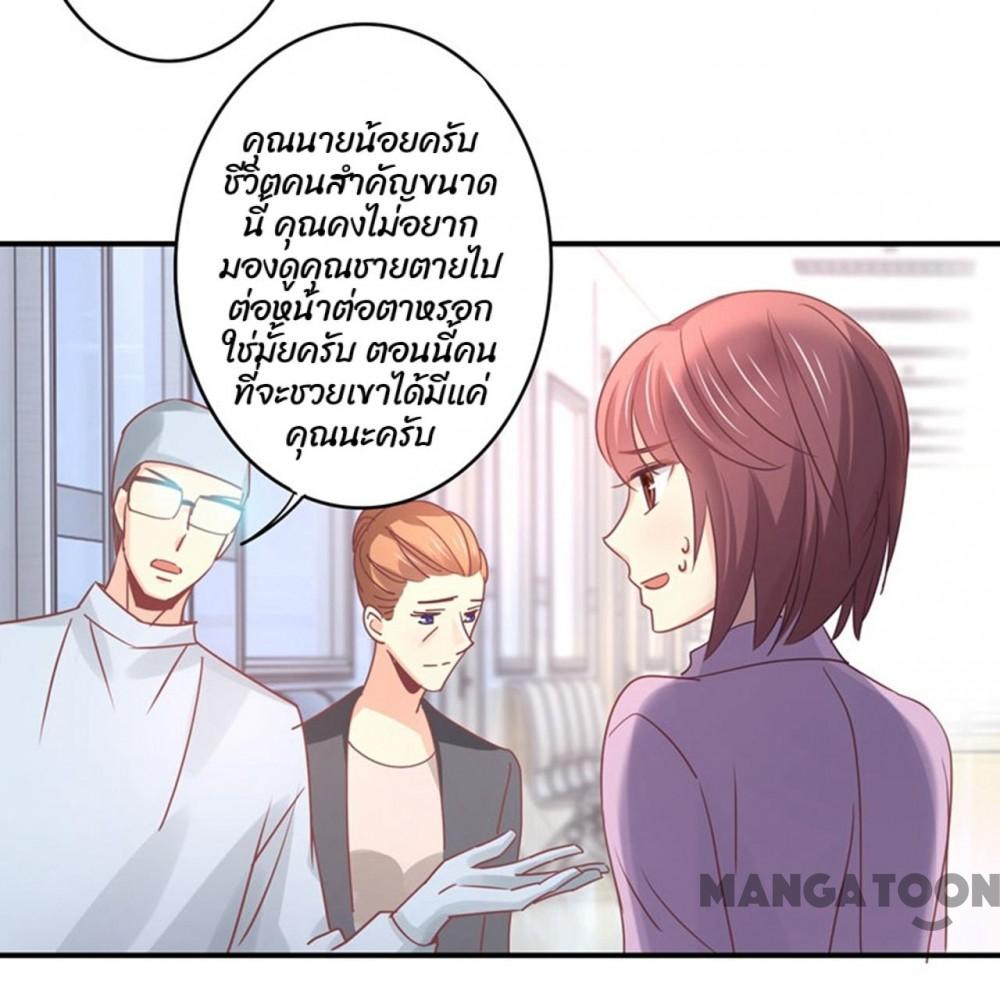 คุณนายน้อยครับ
ชีวิตคนสำคัญขนาด
นี้ คุณคงไม่อยาก
มองดูคุณชายตายไป
ต่อหน้าต่อตาหรอก
ใช่มั้ยครับ ตอนนี้คน
ที่จะชวยเขาได้มีแค่
คุณนะครับ
MANGATOON